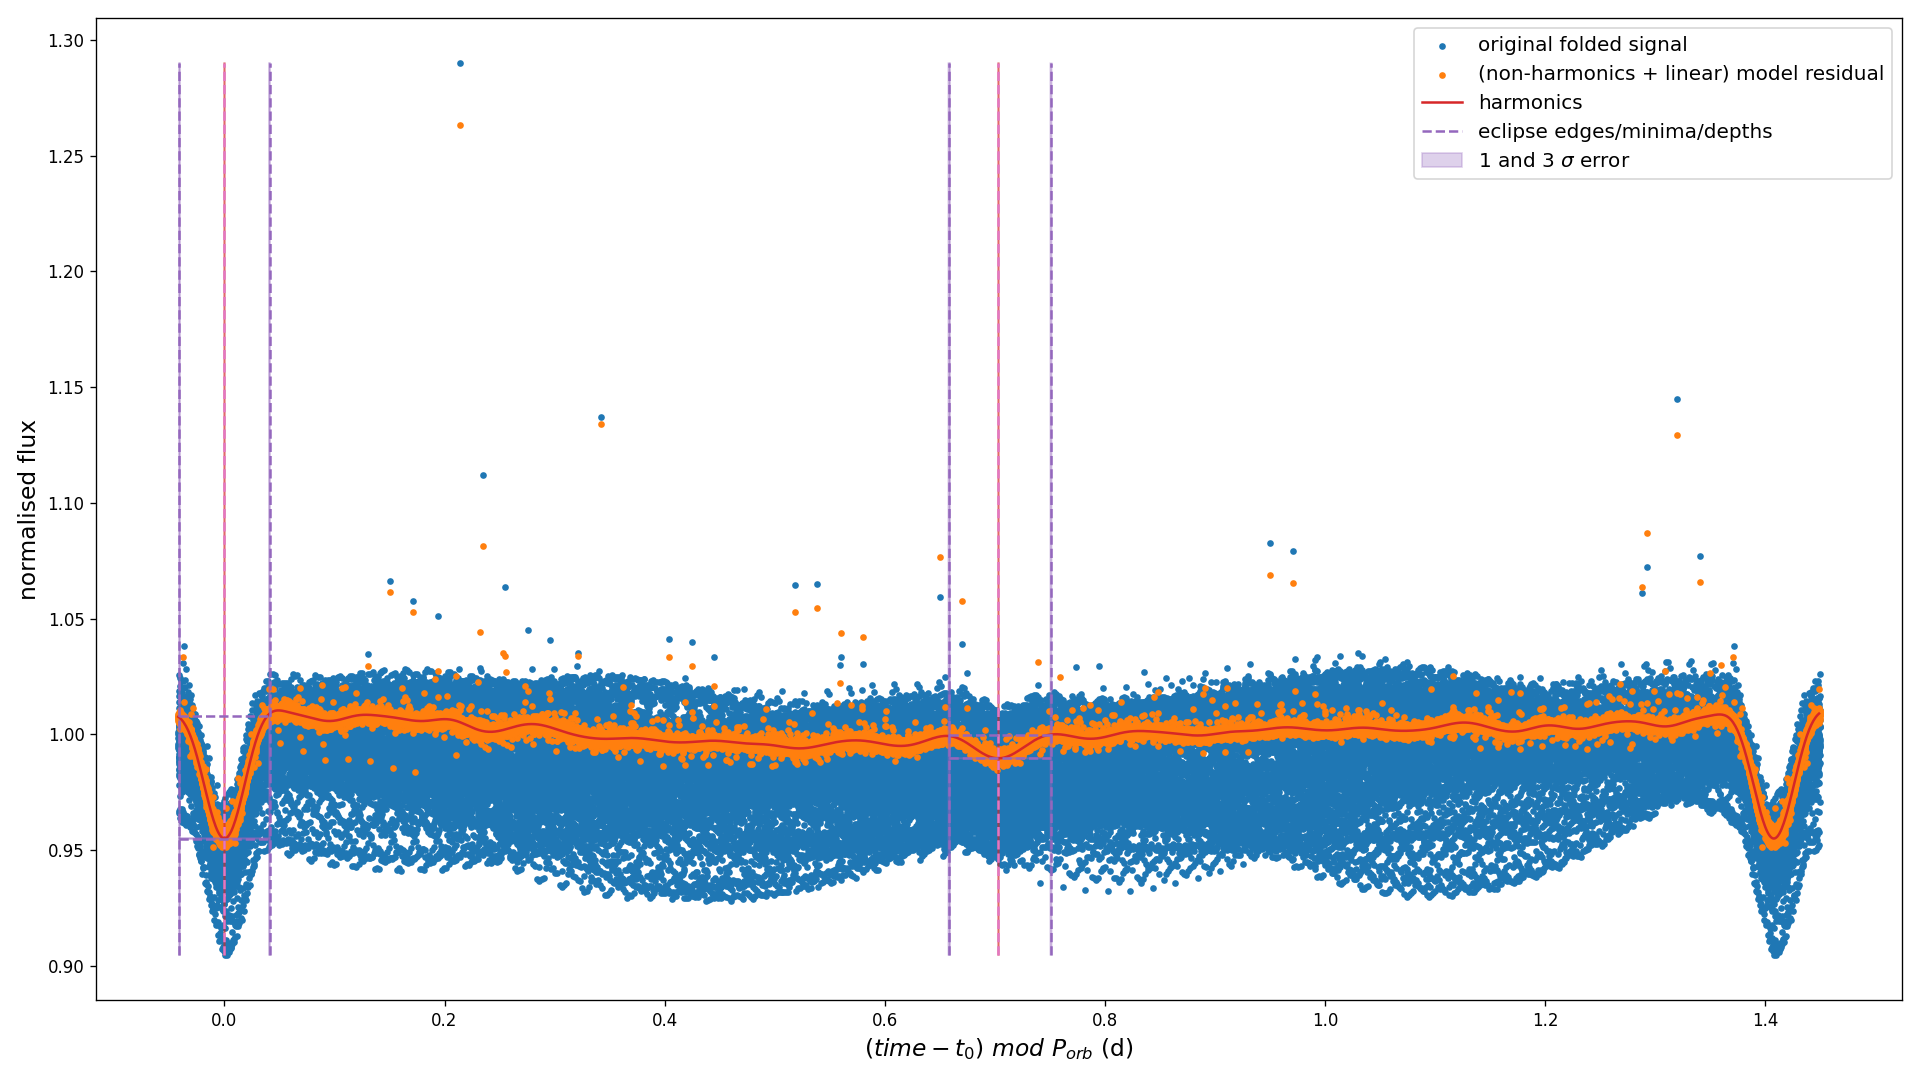 1.30
1.25
1.20
1.15
1.10
1.05
1.00
0.95
0.90
normalised flux
original folded signal
(non-harmonics + linear) model residual
harmonics
eclipse edges/minima/depths
1 and 3 σ error
0.0 0.2 0.4 0.6 0.8 1.0 1.2 1.4
(time − t₀) mod Pₒᵣb (d)